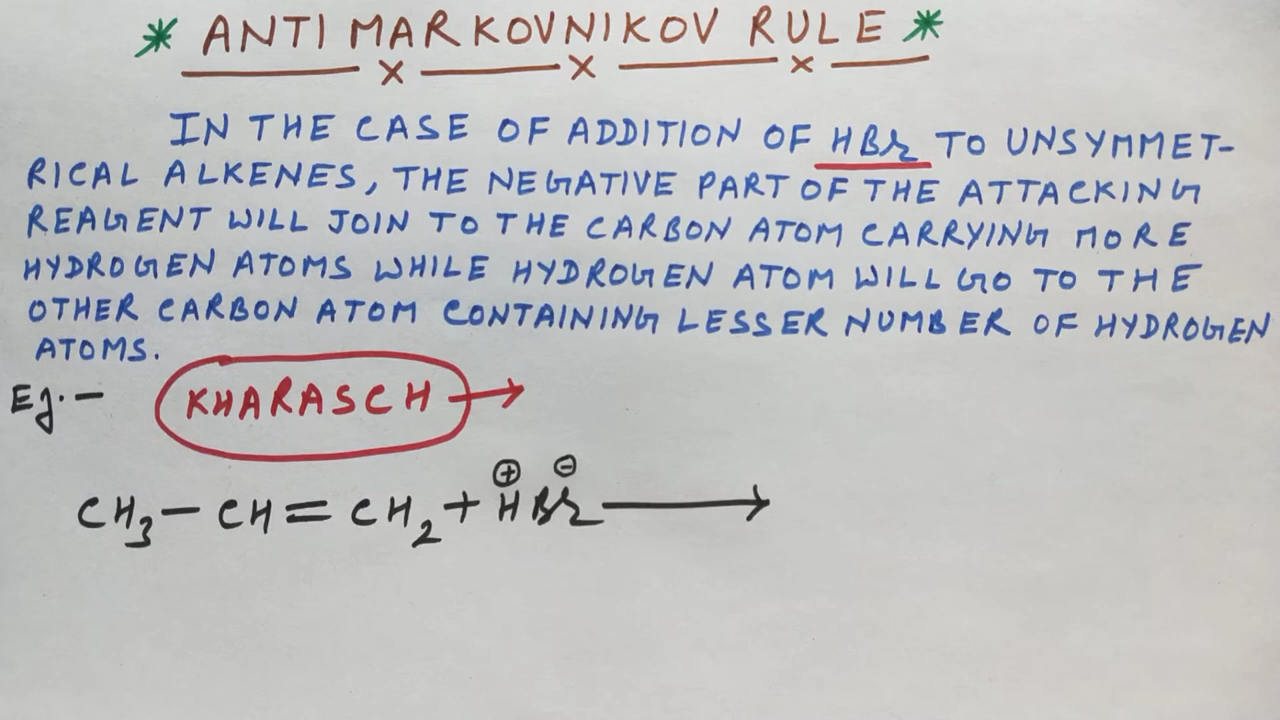 * ANTI MARKOVNIKOV RULE *
IN THE CASE OF ADDITION OF HBr TO UNSYMMET-
RICAL ALKENES, THE NEGATIVE PART OF THE ATTACKING
REAGENT WILL JOIN TO THE CARBON ATOM CARRYING MORE
HYDROGEN ATOMS WHILE HYDROGEN ATOM WILL GO TO THE
OTHER CARBON ATOM CONTAINING LESSER NUMBER OF HYDROGEN
ATOMS.
Eg.- KHARASCH →
CH₃-CH=CH₂ + H⊕Br⊖ ⟶